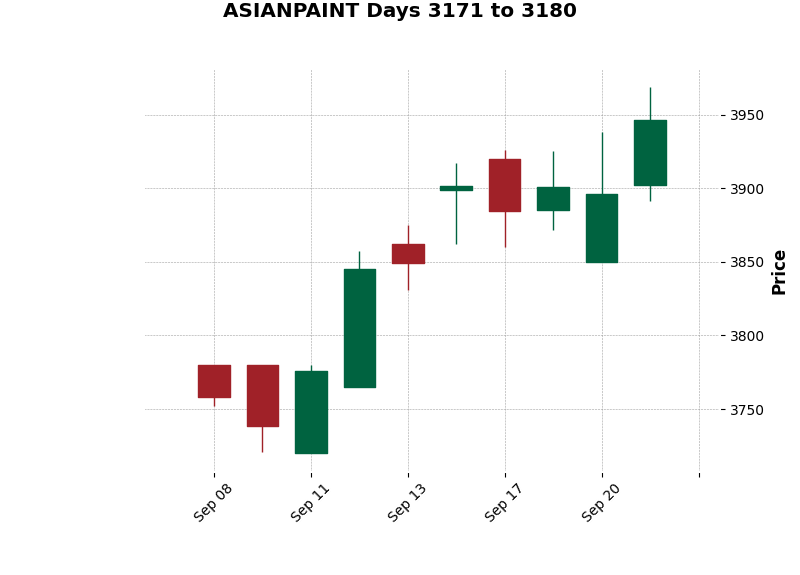 ASIANPAINT Days 3171 to 3180
3950
3900
3850
3800
3750
Price
Sep 08
Sep 11
Sep 13
Sep 17
Sep 20